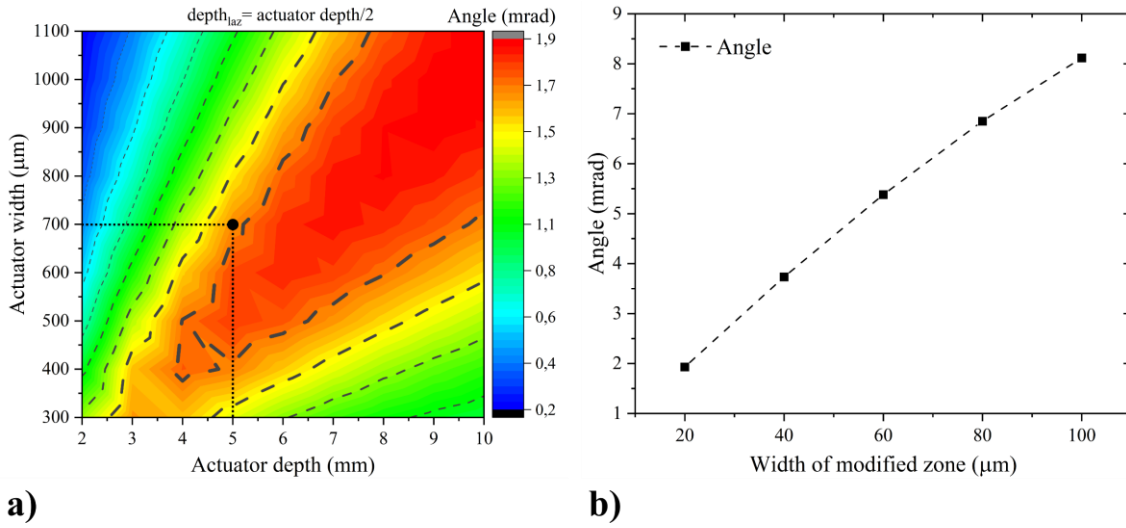 depth_laz= actuator depth/2
Angle (mrad)
1100
1000
900
800
700
600
500
400
300
Actuator width (μm)
2 3 4 5 6 7 8 9 10
Actuator depth (mm)
1,9
1,7
1,5
1,3
1,1
0,8
0,6
0,4
0,2
a)
9
8
7
6
5
4
3
2
1
Angle (mrad)
Angle
20 40 60 80 100
Width of modified zone (μm)
b)